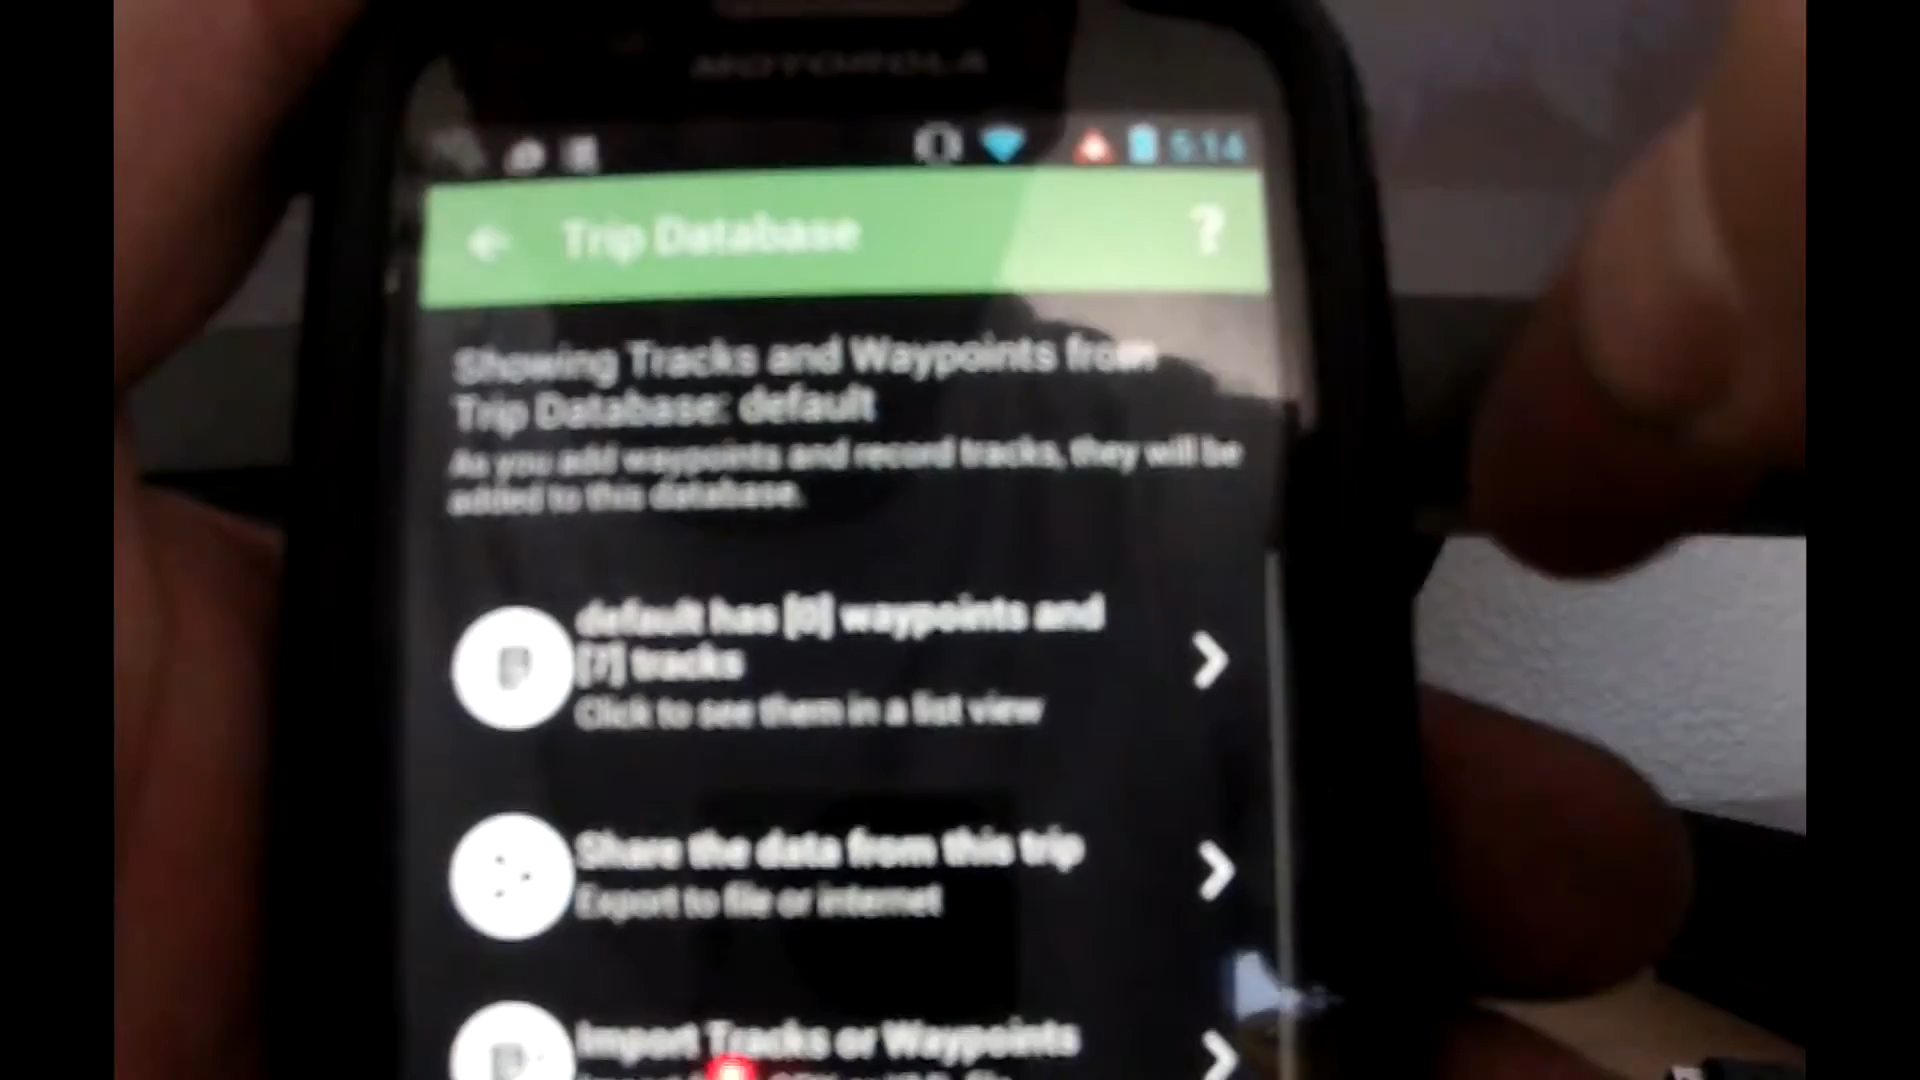 MOTOROLA
5:14
Trip Database
?
Showing Tracks and Waypoints from
Trip Database: default
As you add waypoints and record tracks, they will be
added to this database.
default has [0] waypoints and
[7] tracks
Click to see them in a list view
Share the data from this trip
Export to file or internet
Import Tracks or Waypoints